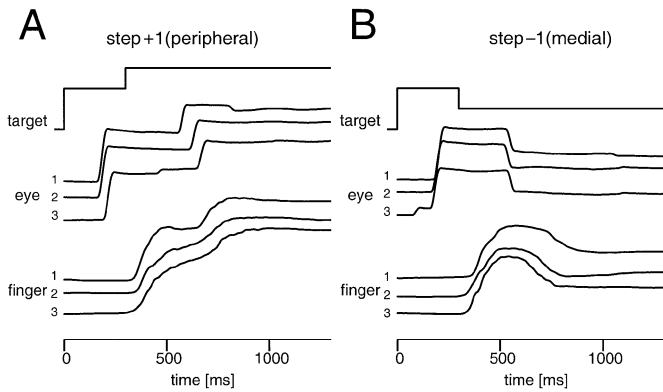 A
B
step+1(peripheral)
step−1(medial)
target
target
1
1
eye 2
eye 2
3
3
1
1
finger 2
finger 2
3
3
0 500 1000
0 500 1000
time [ms]
time [ms]